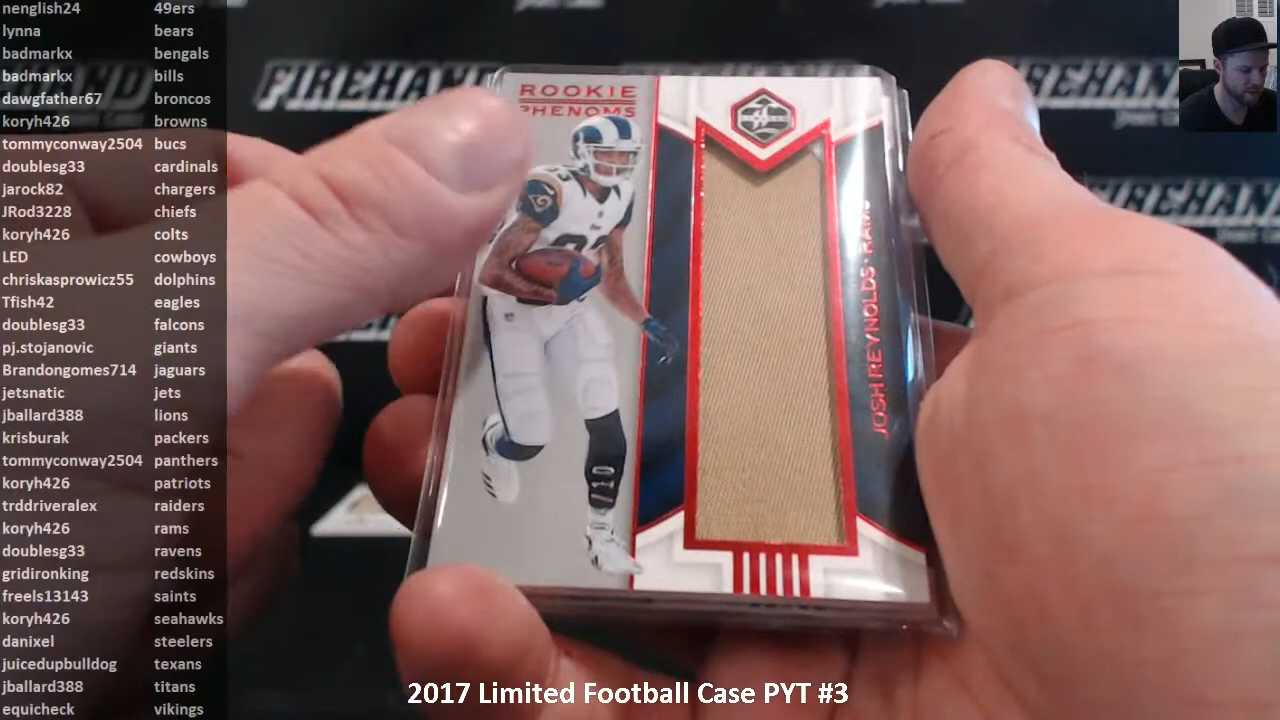 nenglish24 49ers
lynna bears
badmarkx bengals
badmarkx bills
dawgfather67 broncos
koryh426 browns
tommyconway2504 bucs
doublesg33 cardinals
jarock82 chargers
JRod3228 chiefs
koryh426 colts
LED cowboys
chriskasprowicz55 dolphins
Tfish42 eagles
doublesg33 falcons
pj.stojanovic giants
Brandongomes714 jaguars
jetsnatic jets
jballard388 lions
krisburak packers
tommyconway2504 panthers
koryh426 patriots
trddriveralex raiders
koryh426 rams
doublesg33 ravens
gridironking redskins
freels13143 saints
koryh426 seahawks
danixel steelers
juicedupbulldog texans
jballard388 titans
equicheck vikings
FIREHAND
FIREHAND
ROOKIE
PHENOMS
JOSH REYNOLDS · RAMS
/10
2017 Limited Football Case PYT #3